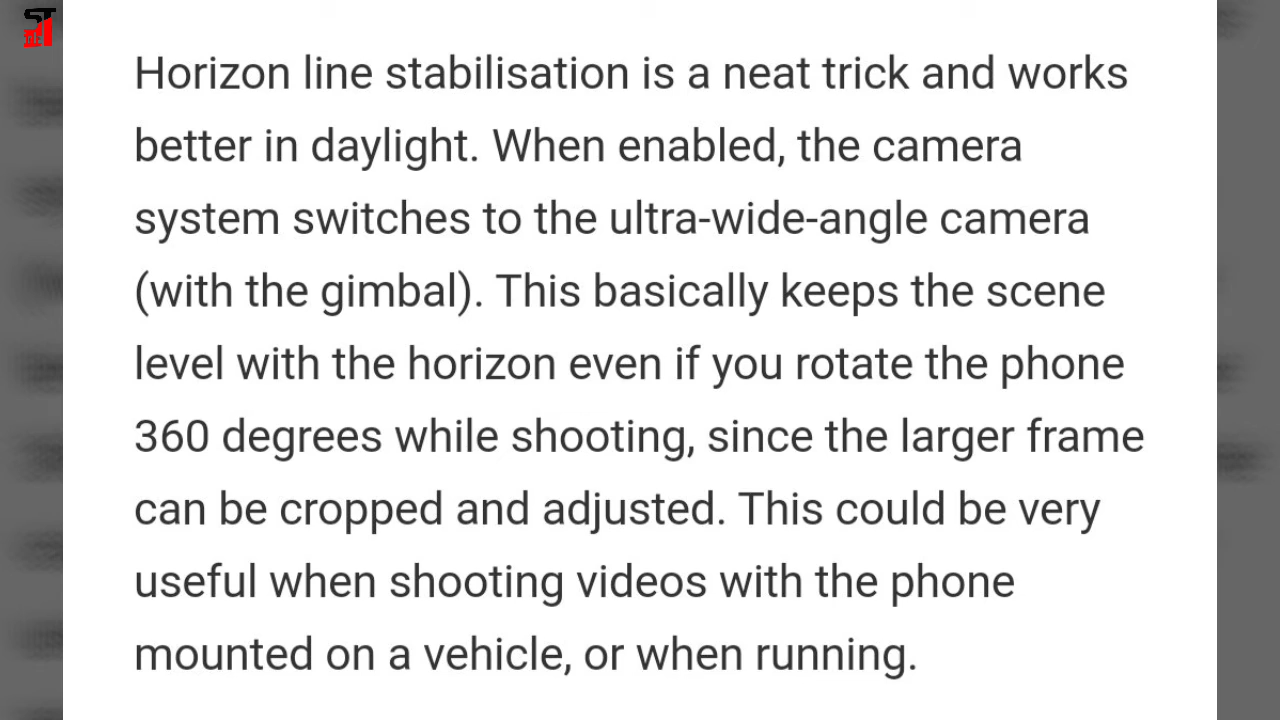 ST
Horizon line stabilisation is a neat trick and works
better in daylight. When enabled, the camera
system switches to the ultra-wide-angle camera
(with the gimbal). This basically keeps the scene
level with the horizon even if you rotate the phone
360 degrees while shooting, since the larger frame
can be cropped and adjusted. This could be very
useful when shooting videos with the phone
mounted on a vehicle, or when running.